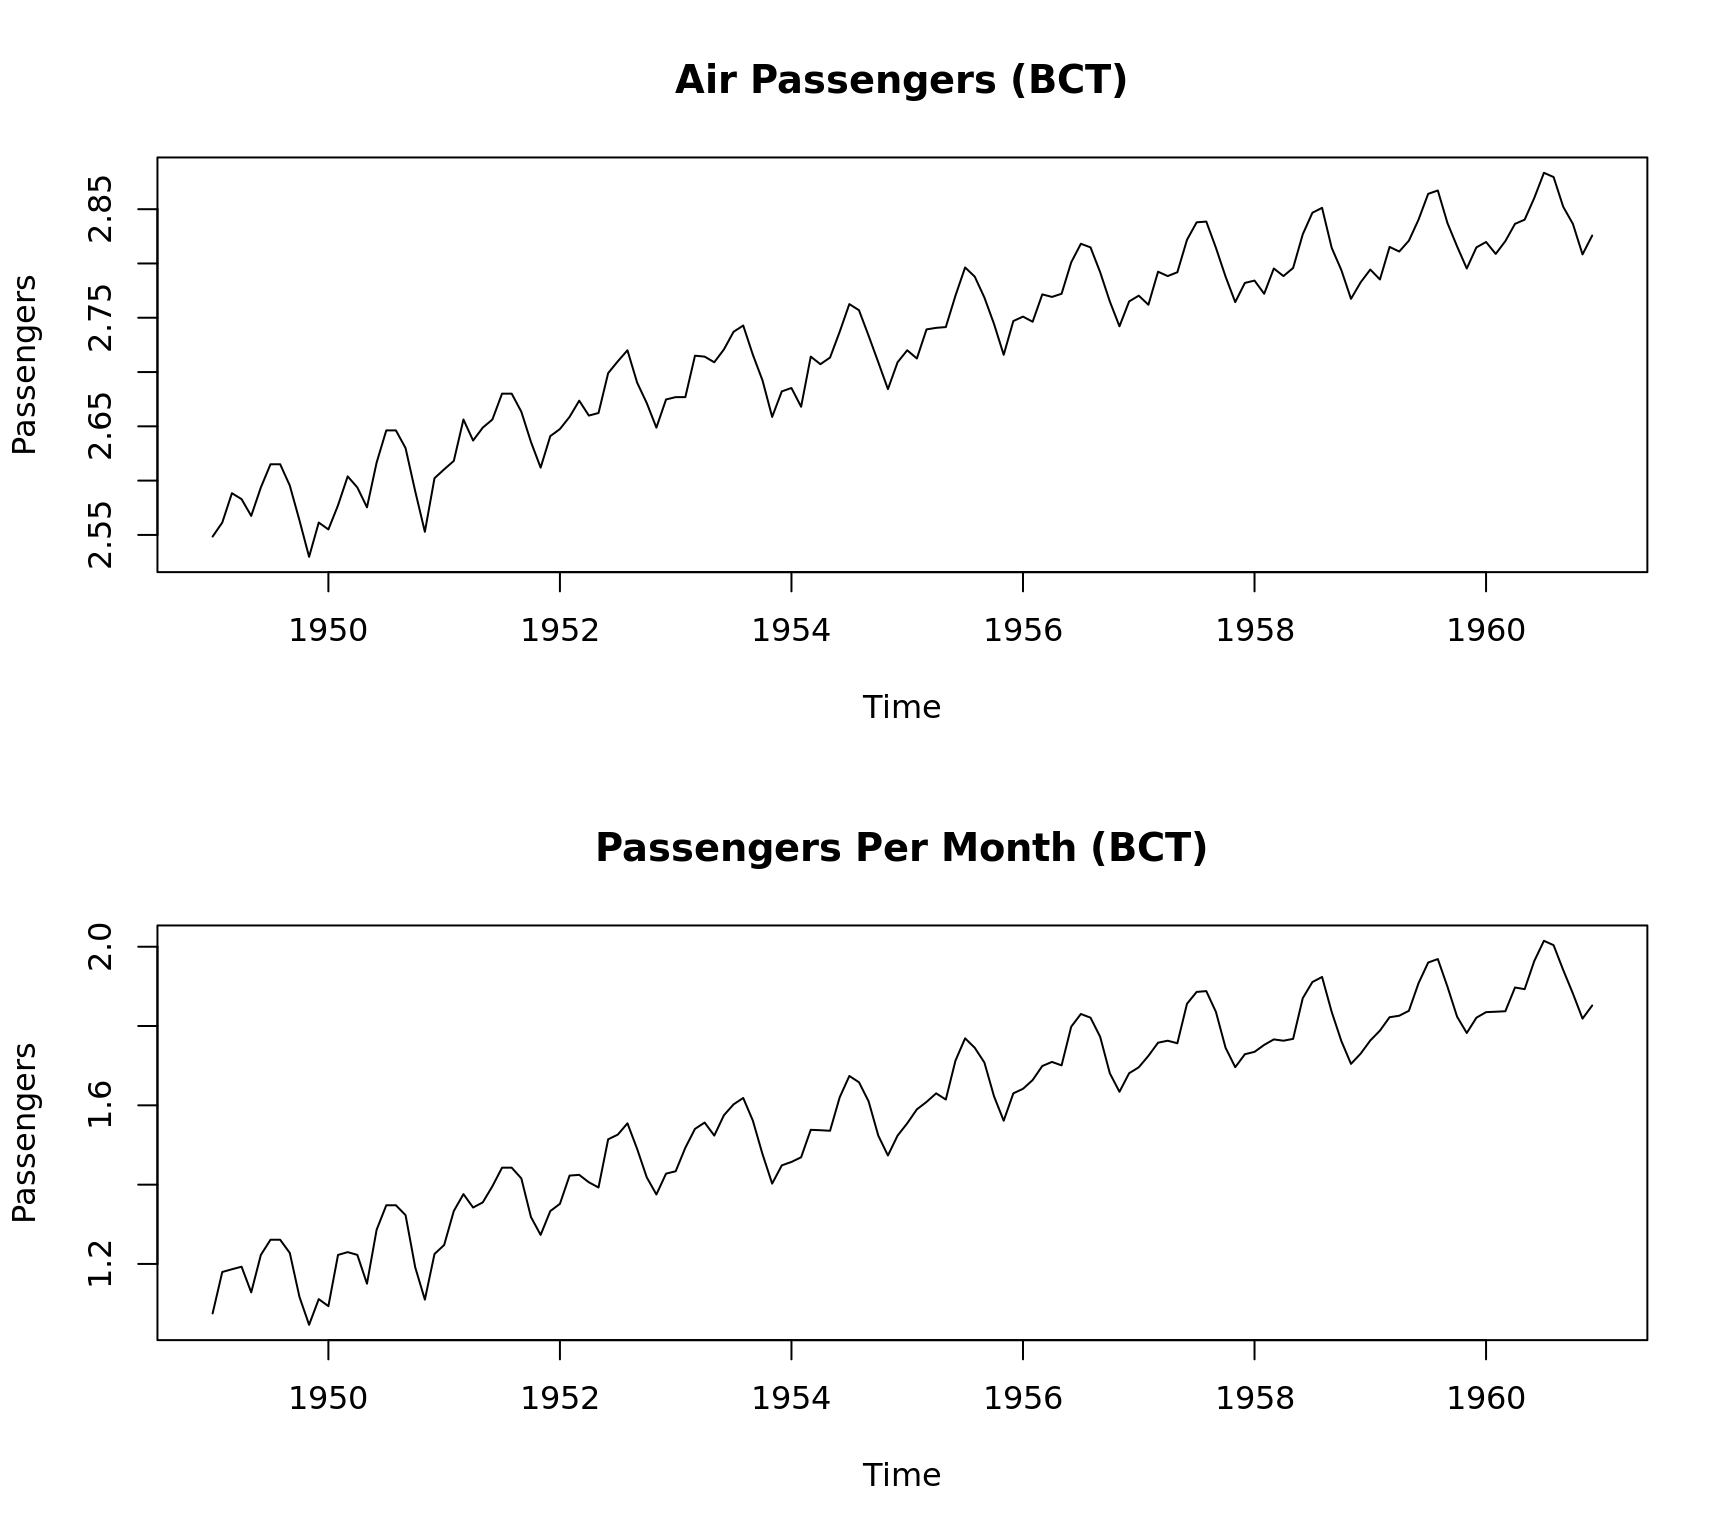 Air Passengers (BCT)
Passengers
2.85
2.75
2.65
2.55
1950 1952 1954 1956 1958 1960
Time
Passengers Per Month (BCT)
Passengers
2.0
1.6
1.2
1950 1952 1954 1956 1958 1960
Time